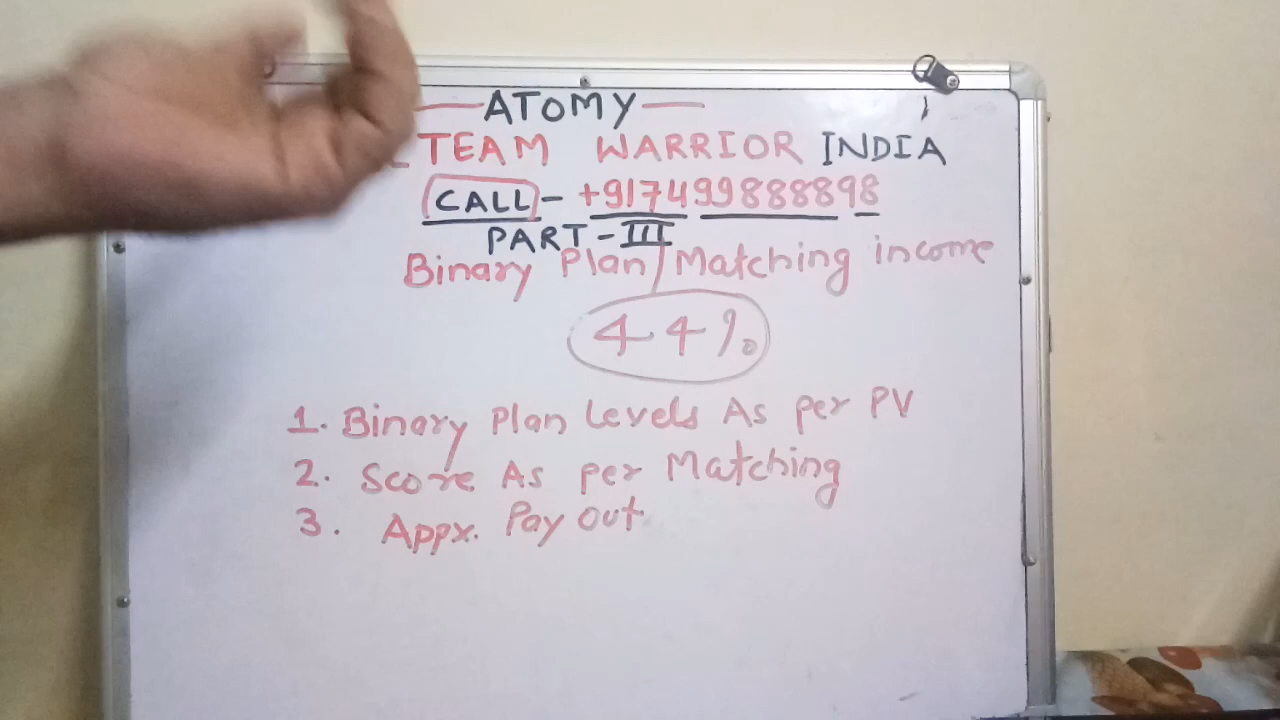 — ATOMY —
TEAM WARRIOR INDIA
CALL - +917499888898
PART - III
Binary Plan / Matching income
44%
1. Binary Plan Levels As per PV
2. Score As per Matching
3. Appx. Pay out.